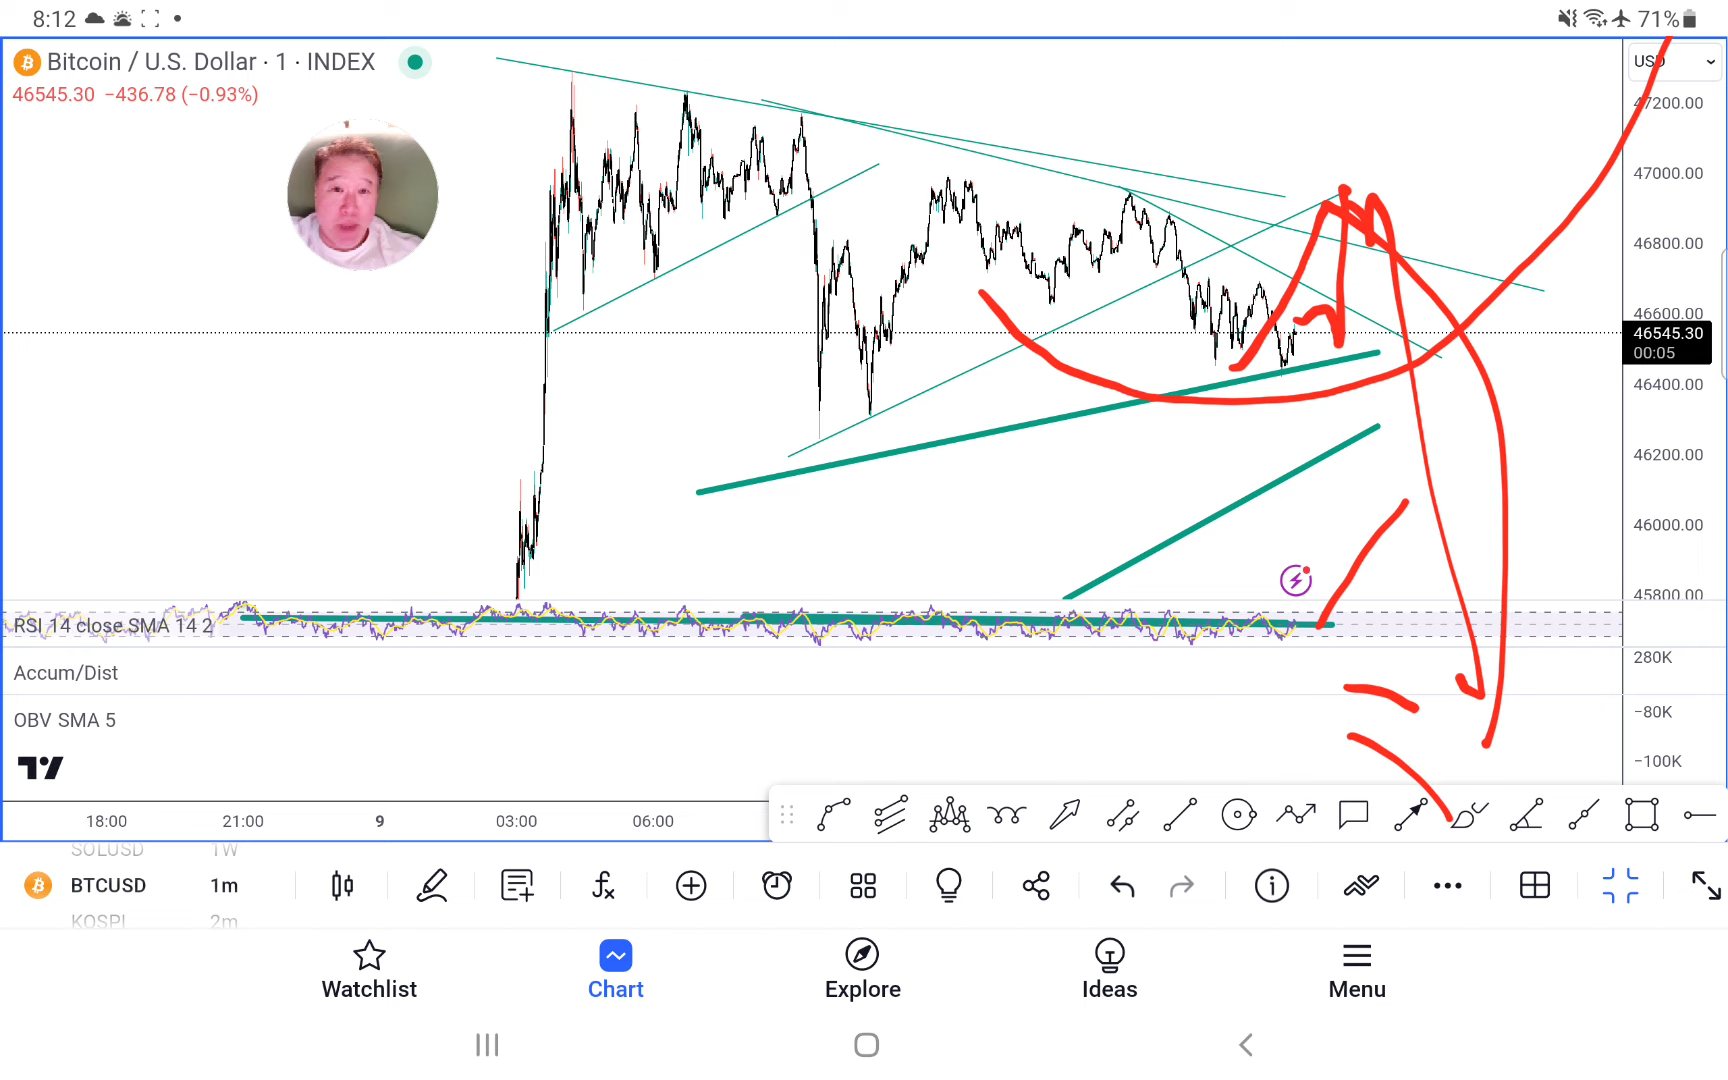 8:12
71%
Bitcoin / U.S. Dollar · 1 · INDEX
USD
46545.30 −436.78 (−0.93%)
47200.00
47000.00
46800.00
46600.00
46545.30
00:05
46400.00
46200.00
46000.00
45800.00
RSI 14 close SMA 14 2
280K
Accum/Dist
−80K
OBV SMA 5
−100K
18:00 21:00 9 03:00 06:00
SOLUSD 1W
BTCUSD 1m
KOSPI 2m
Watchlist Chart Explore Ideas Menu